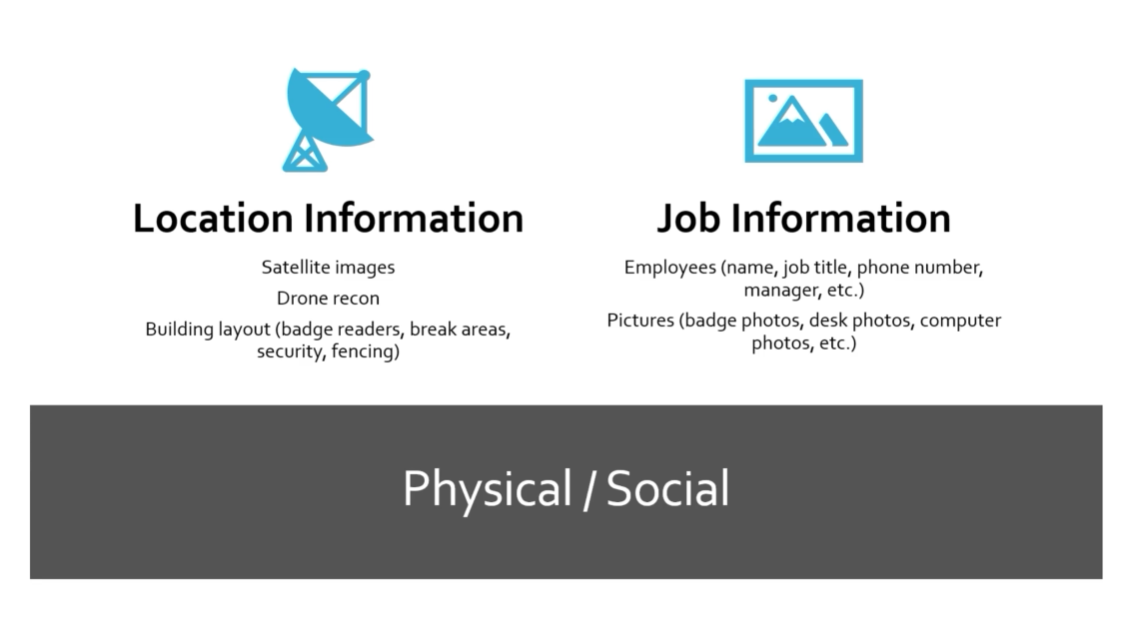 Location Information
Satellite images
Drone recon
Building layout (badge readers, break areas,
security, fencing)
Job Information
Employees (name, job title, phone number,
manager, etc.)
Pictures (badge photos, desk photos, computer
photos, etc.)
Physical / Social